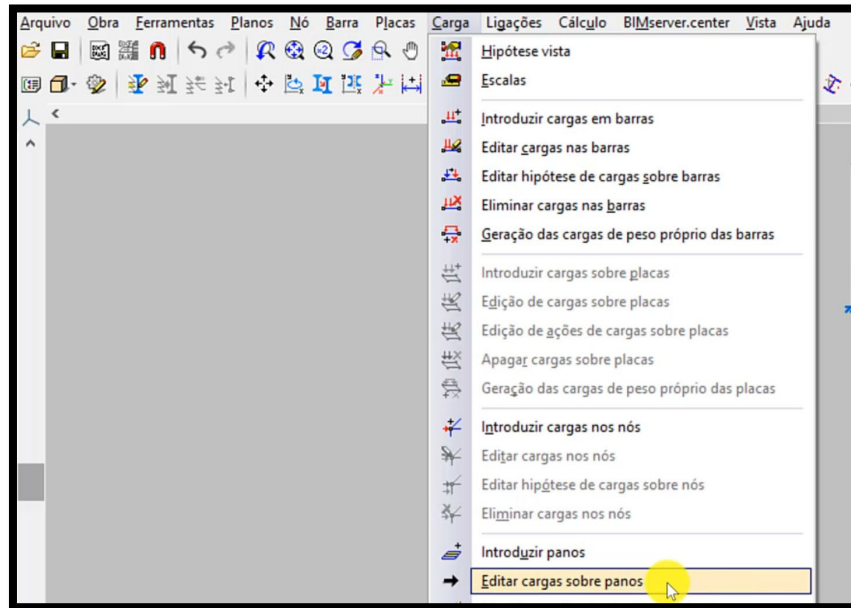 Arquivo Obra Ferramentas Planos Nó Barra Placas Carga Ligações Cálculo BIMserver.center Vista Ajuda
Hipótese vista
Escalas
Introduzir cargas em barras
Editar cargas nas barras
Editar hipótese de cargas sobre barras
Eliminar cargas nas barras
Geração das cargas de peso próprio das barras
Introduzir cargas sobre placas
Edição de cargas sobre placas
Edição de ações de cargas sobre placas
Apagar cargas sobre placas
Geração das cargas de peso próprio das placas
Introduzir cargas nos nós
Editar cargas nos nós
Editar hipótese de cargas sobre nós
Eliminar cargas nos nós
Introduzir panos
Editar cargas sobre panos